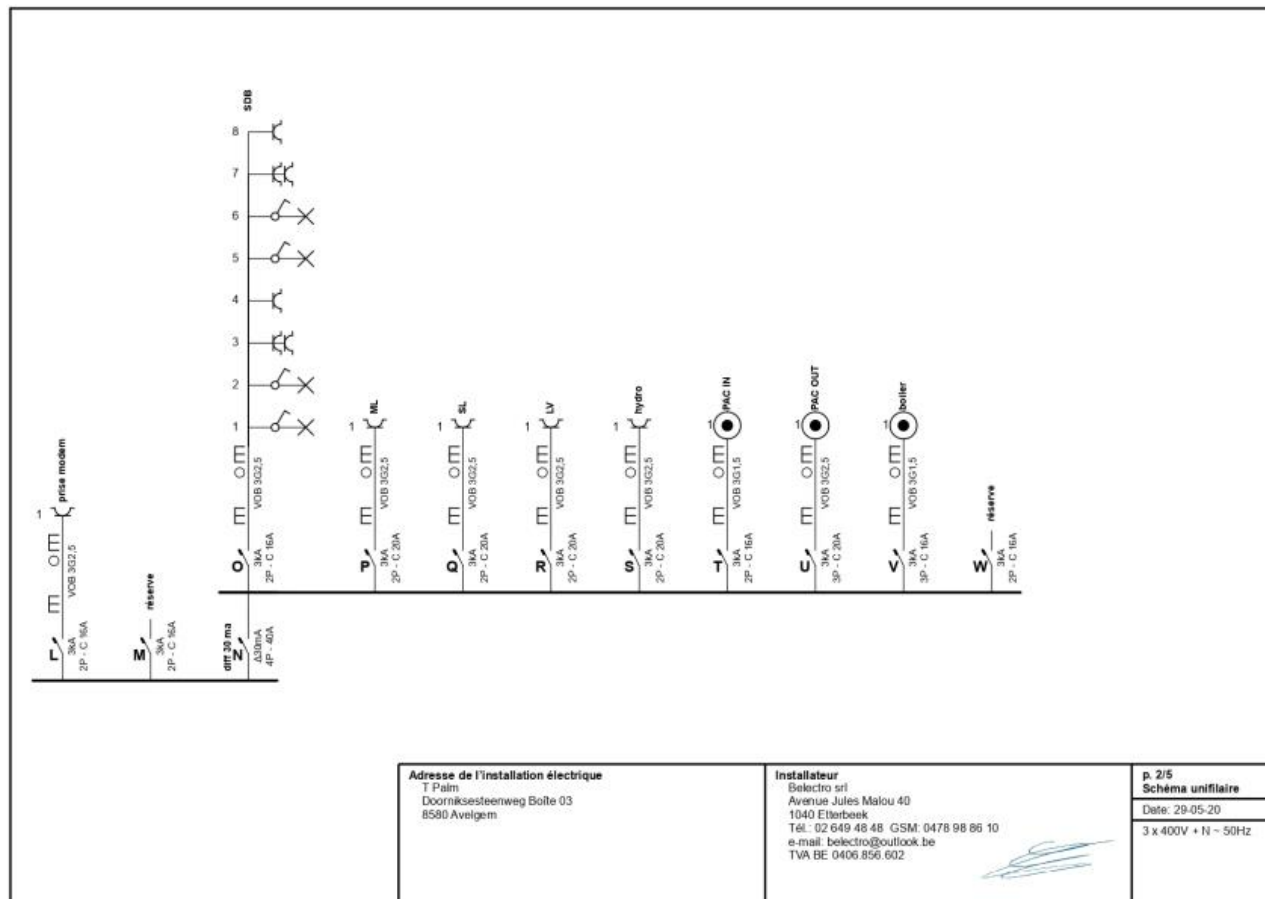 SDB
8
7
6
5
4
3
2
1
VOB 3G2,5
O
3kA
2P - C 16A
prise modem
1
VOB 3G2,5
L
3kA
2P - C 16A
réserve
M
3kA
2P - C 16A
diff 30 ma
N
Δ30mA
4P - 40A
ML
1
VOB 3G2,5
P
3kA
2P - C 20A
SL
1
VOB 3G2,5
Q
3kA
2P - C 20A
LV
1
VOB 3G2,5
R
3kA
2P - C 20A
hydro
1
VOB 3G2,5
S
3kA
2P - C 20A
PAC IN
1
VOB 3G1,5
T
3kA
2P - C 16A
PAC OUT
1
VOB 3G2,5
U
3kA
3P - C 20A
boiler
1
VOB 3G1,5
V
3kA
3P - C 16A
réserve
W
3kA
2P - C 16A
Adresse de l'installation électrique
T Palm
Doorniksesteenweg Boîte 03
8580 Avelgem
Installateur
Belectro srl
Avenue Jules Malou 40
1040 Etterbeek
Tél.: 02 649 48 48 GSM: 0478 98 86 10
e-mail: belectro@outlook.be
TVA BE 0406.856.602
p. 2/5
Schéma unifilaire
Date: 29-05-20
3 x 400V + N ~ 50Hz